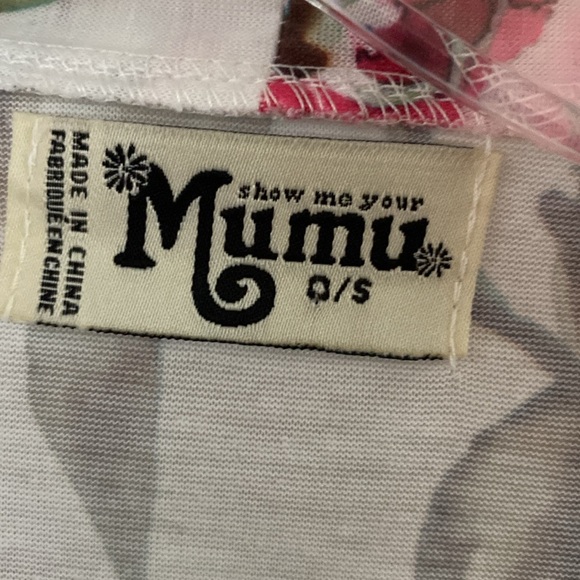 show me your
Mumu
O/S
MADE IN CHINA
FABRIQUÉ EN CHINE